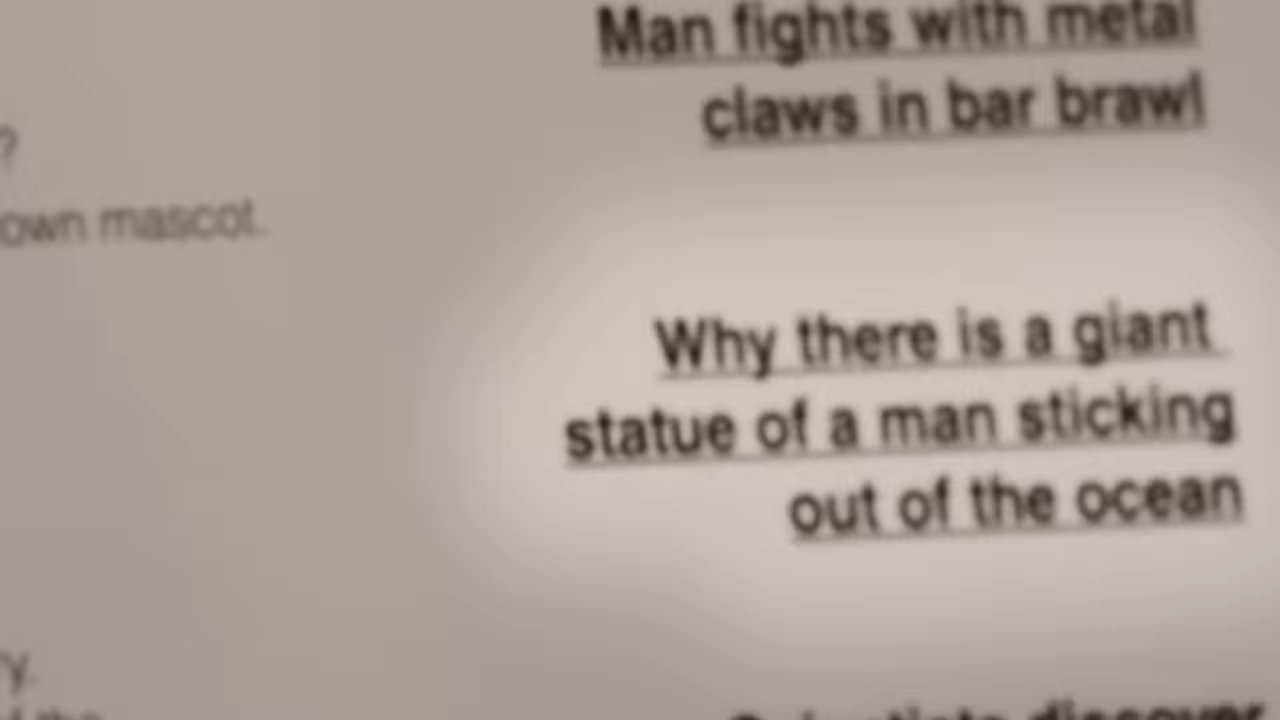 ?
own mascot.
Man fights with metal
claws in bar brawl
Why there is a giant
statue of a man sticking
out of the ocean
discover